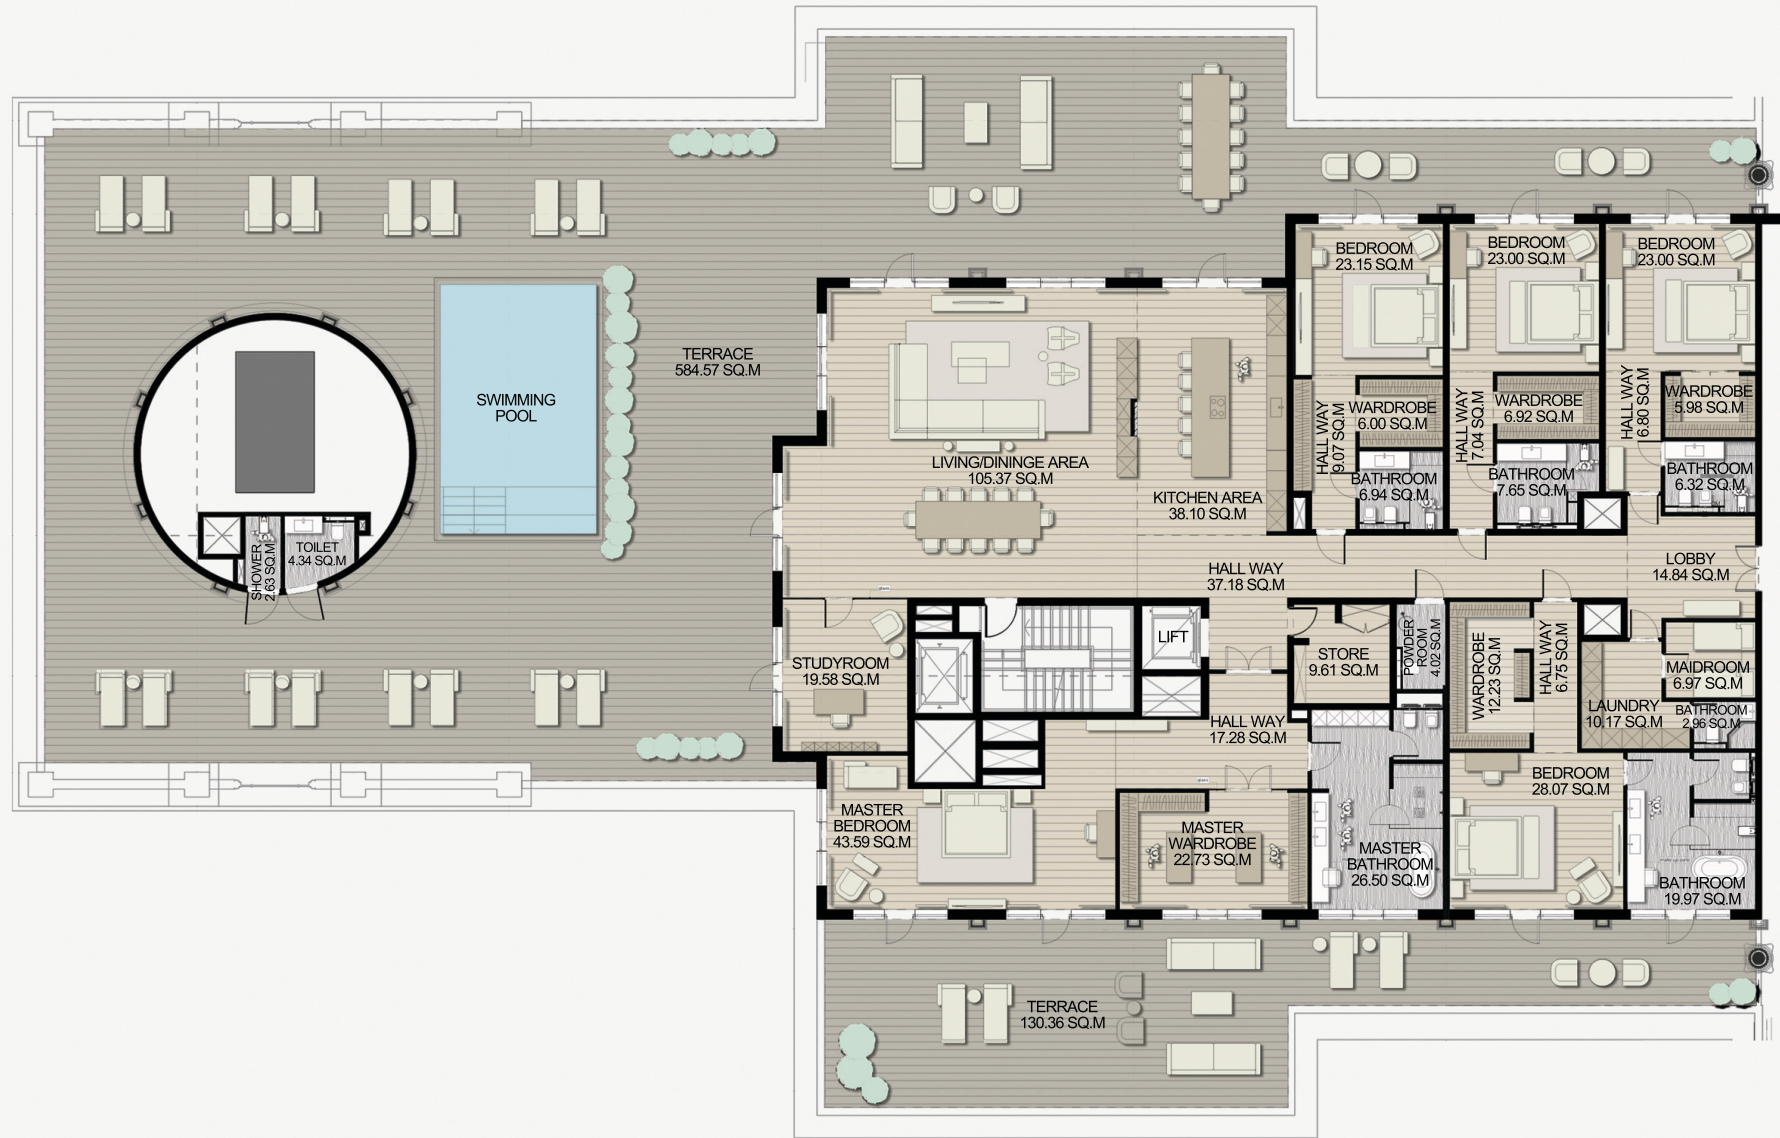 BEDROOM
23.15 SQ.M
BEDROOM
23.00 SQ.M
BEDROOM
23.00 SQ.M
TERRACE
584.57 SQ.M
SWIMMING
POOL
HALL WAY
9.07 SQ.M
WARDROBE
6.00 SQ.M
HALL WAY
7.04 SQ.M
WARDROBE
6.92 SQ.M
HALL WAY
6.80 SQ.M
WARDROBE
5.98 SQ.M
LIVING/DININGE AREA
105.37 SQ.M
BATHROOM
6.94 SQ.M
BATHROOM
7.65 SQ.M
BATHROOM
6.32 SQ.M
KITCHEN AREA
38.10 SQ.M
SHOWER
2.63 SQ.M
TOILET
4.34 SQ.M
HALL WAY
37.18 SQ.M
LOBBY
14.84 SQ.M
LIFT
STUDYROOM
19.58 SQ.M
STORE
9.61 SQ.M
POWDER
ROOM
4.02 SQ.M
WARDROBE
12.23 SQ.M
HALL WAY
6.75 SQ.M
MAIDROOM
6.97 SQ.M
LAUNDRY
10.17 SQ.M
BATHROOM
2.96 SQ.M
HALL WAY
17.28 SQ.M
MASTER
BEDROOM
43.59 SQ.M
MASTER
WARDROBE
22.73 SQ.M
MASTER
BATHROOM
26.50 SQ.M
BEDROOM
28.07 SQ.M
BATHROOM
19.97 SQ.M
TERRACE
130.36 SQ.M